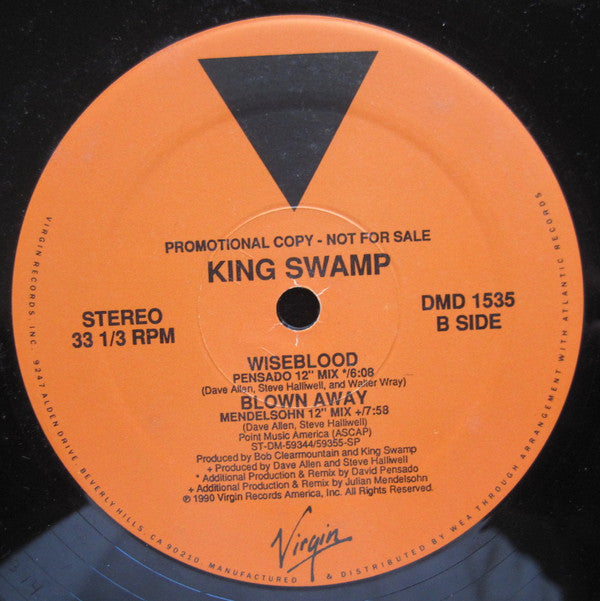 PROMOTIONAL COPY - NOT FOR SALE
KING SWAMP
STEREO
33 1/3 RPM
DMD 1535
B SIDE
WISEBLOOD
PENSADO 12" MIX */6:08
(Dave Allen, Steve Halliwell, and Walter Wray)
BLOWN AWAY
MENDELSOHN 12" MIX +/7:58
(Dave Allen, Steve Halliwell)
Point Music America (ASCAP)
ST-DM-59344/59355-SP
Produced by Bob Clearmountain and King Swamp
+ Produced by Dave Allen and Steve Halliwell
* Additional Production & Remix by David Pensado
+ Additional Production & Remix by Julian Mendelsohn
℗ 1990 Virgin Records America, Inc. All Rights Reserved.
Virgin
VIRGIN RECORDS, INC. 9247 ALDEN DRIVE, BEVERLY HILLS, CA 90210. MANUFACTURED & DISTRIBUTED BY WEA THROUGH ARRANGEMENT WITH ATLANTIC RECORDS